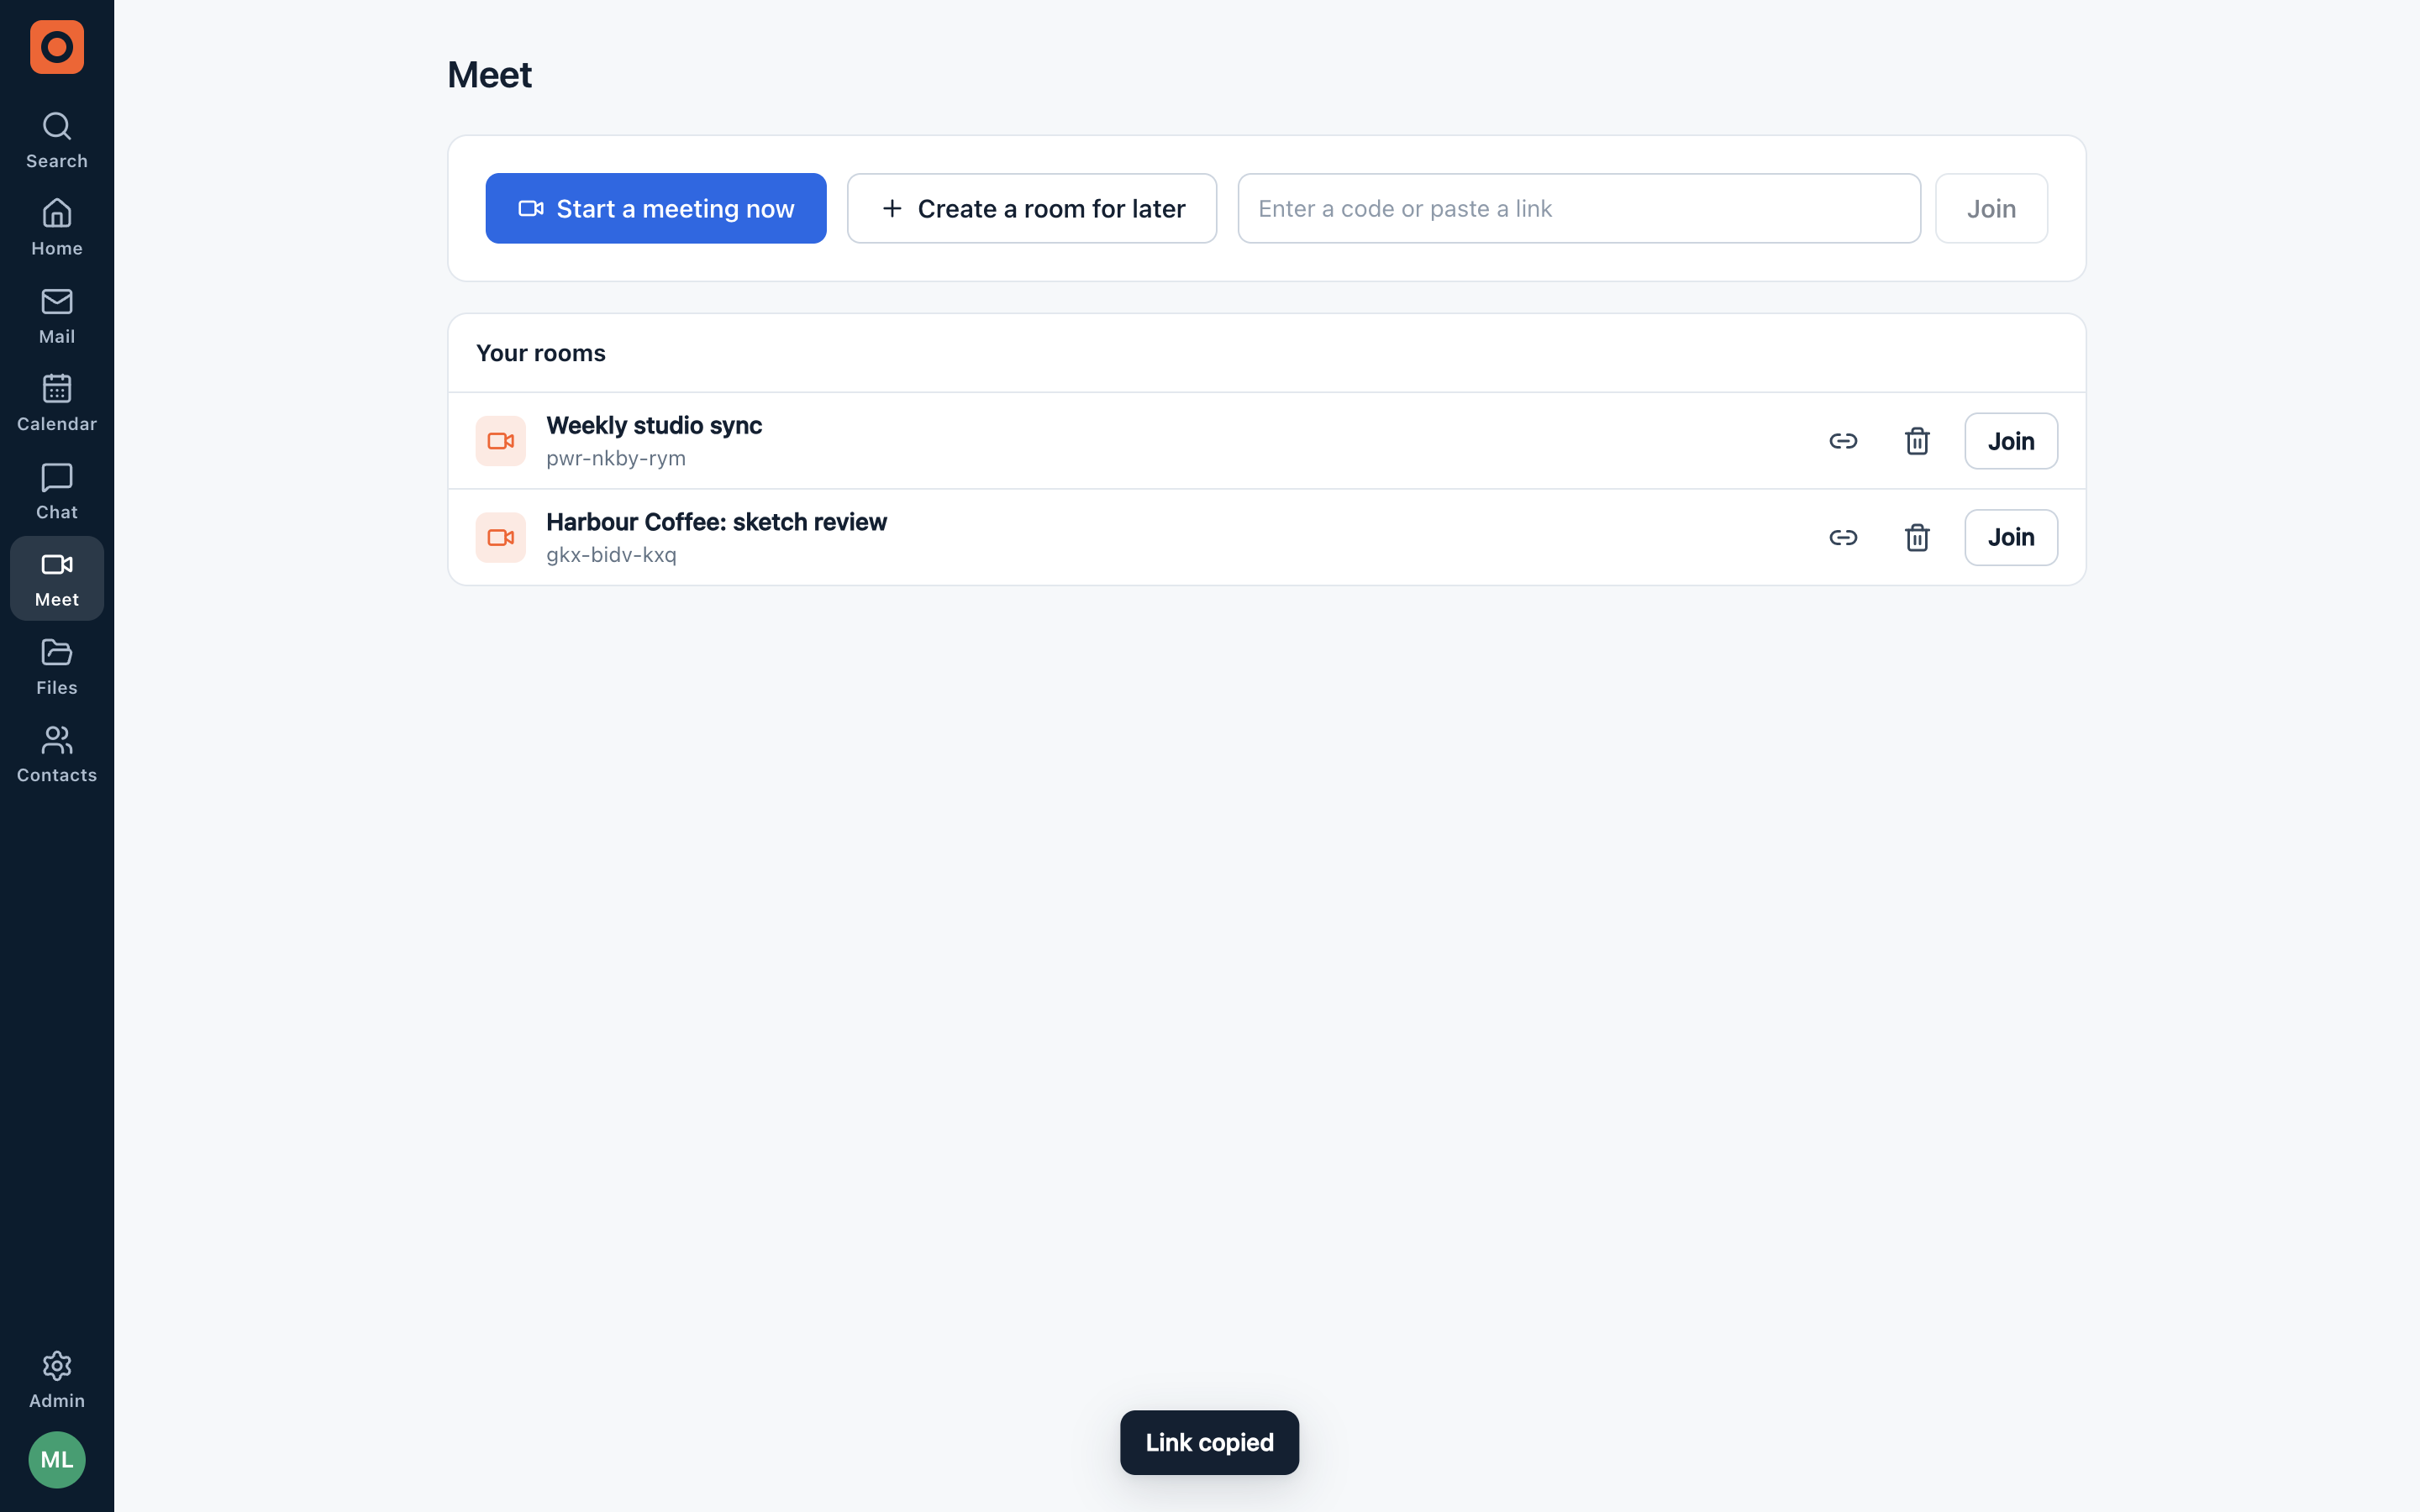 Search
Home
Mail
Calendar
Chat
Meet
Files
Contacts
Admin
ML
Meet
Start a meeting now
Create a room for later
Enter a code or paste a link
Join
Your rooms
Weekly studio sync
pwr-nkby-rym
Join
Harbour Coffee: sketch review
gkx-bidv-kxq
Join
Link copied